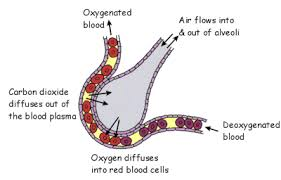 Oxygenated
blood
Air flows into
& out of alveoli
Carbon dioxide
diffuses out of
the blood plasma
Deoxygenated
blood
Oxygen diffuses
into red blood cells